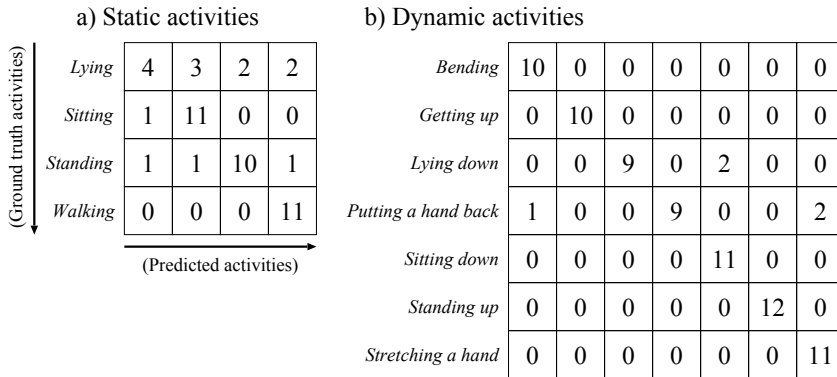 a) Static activities
(Ground truth activities)
Lying 4 3 2 2
Sitting 1 11 0 0
Standing 1 1 10 1
Walking 0 0 0 11
(Predicted activities)
b) Dynamic activities
Bending 10 0 0 0 0 0 0
Getting up 0 10 0 0 0 0 0
Lying down 0 0 9 0 2 0 0
Putting a hand back 1 0 0 9 0 0 2
Sitting down 0 0 0 0 11 0 0
Standing up 0 0 0 0 0 12 0
Stretching a hand 0 0 0 0 0 0 11